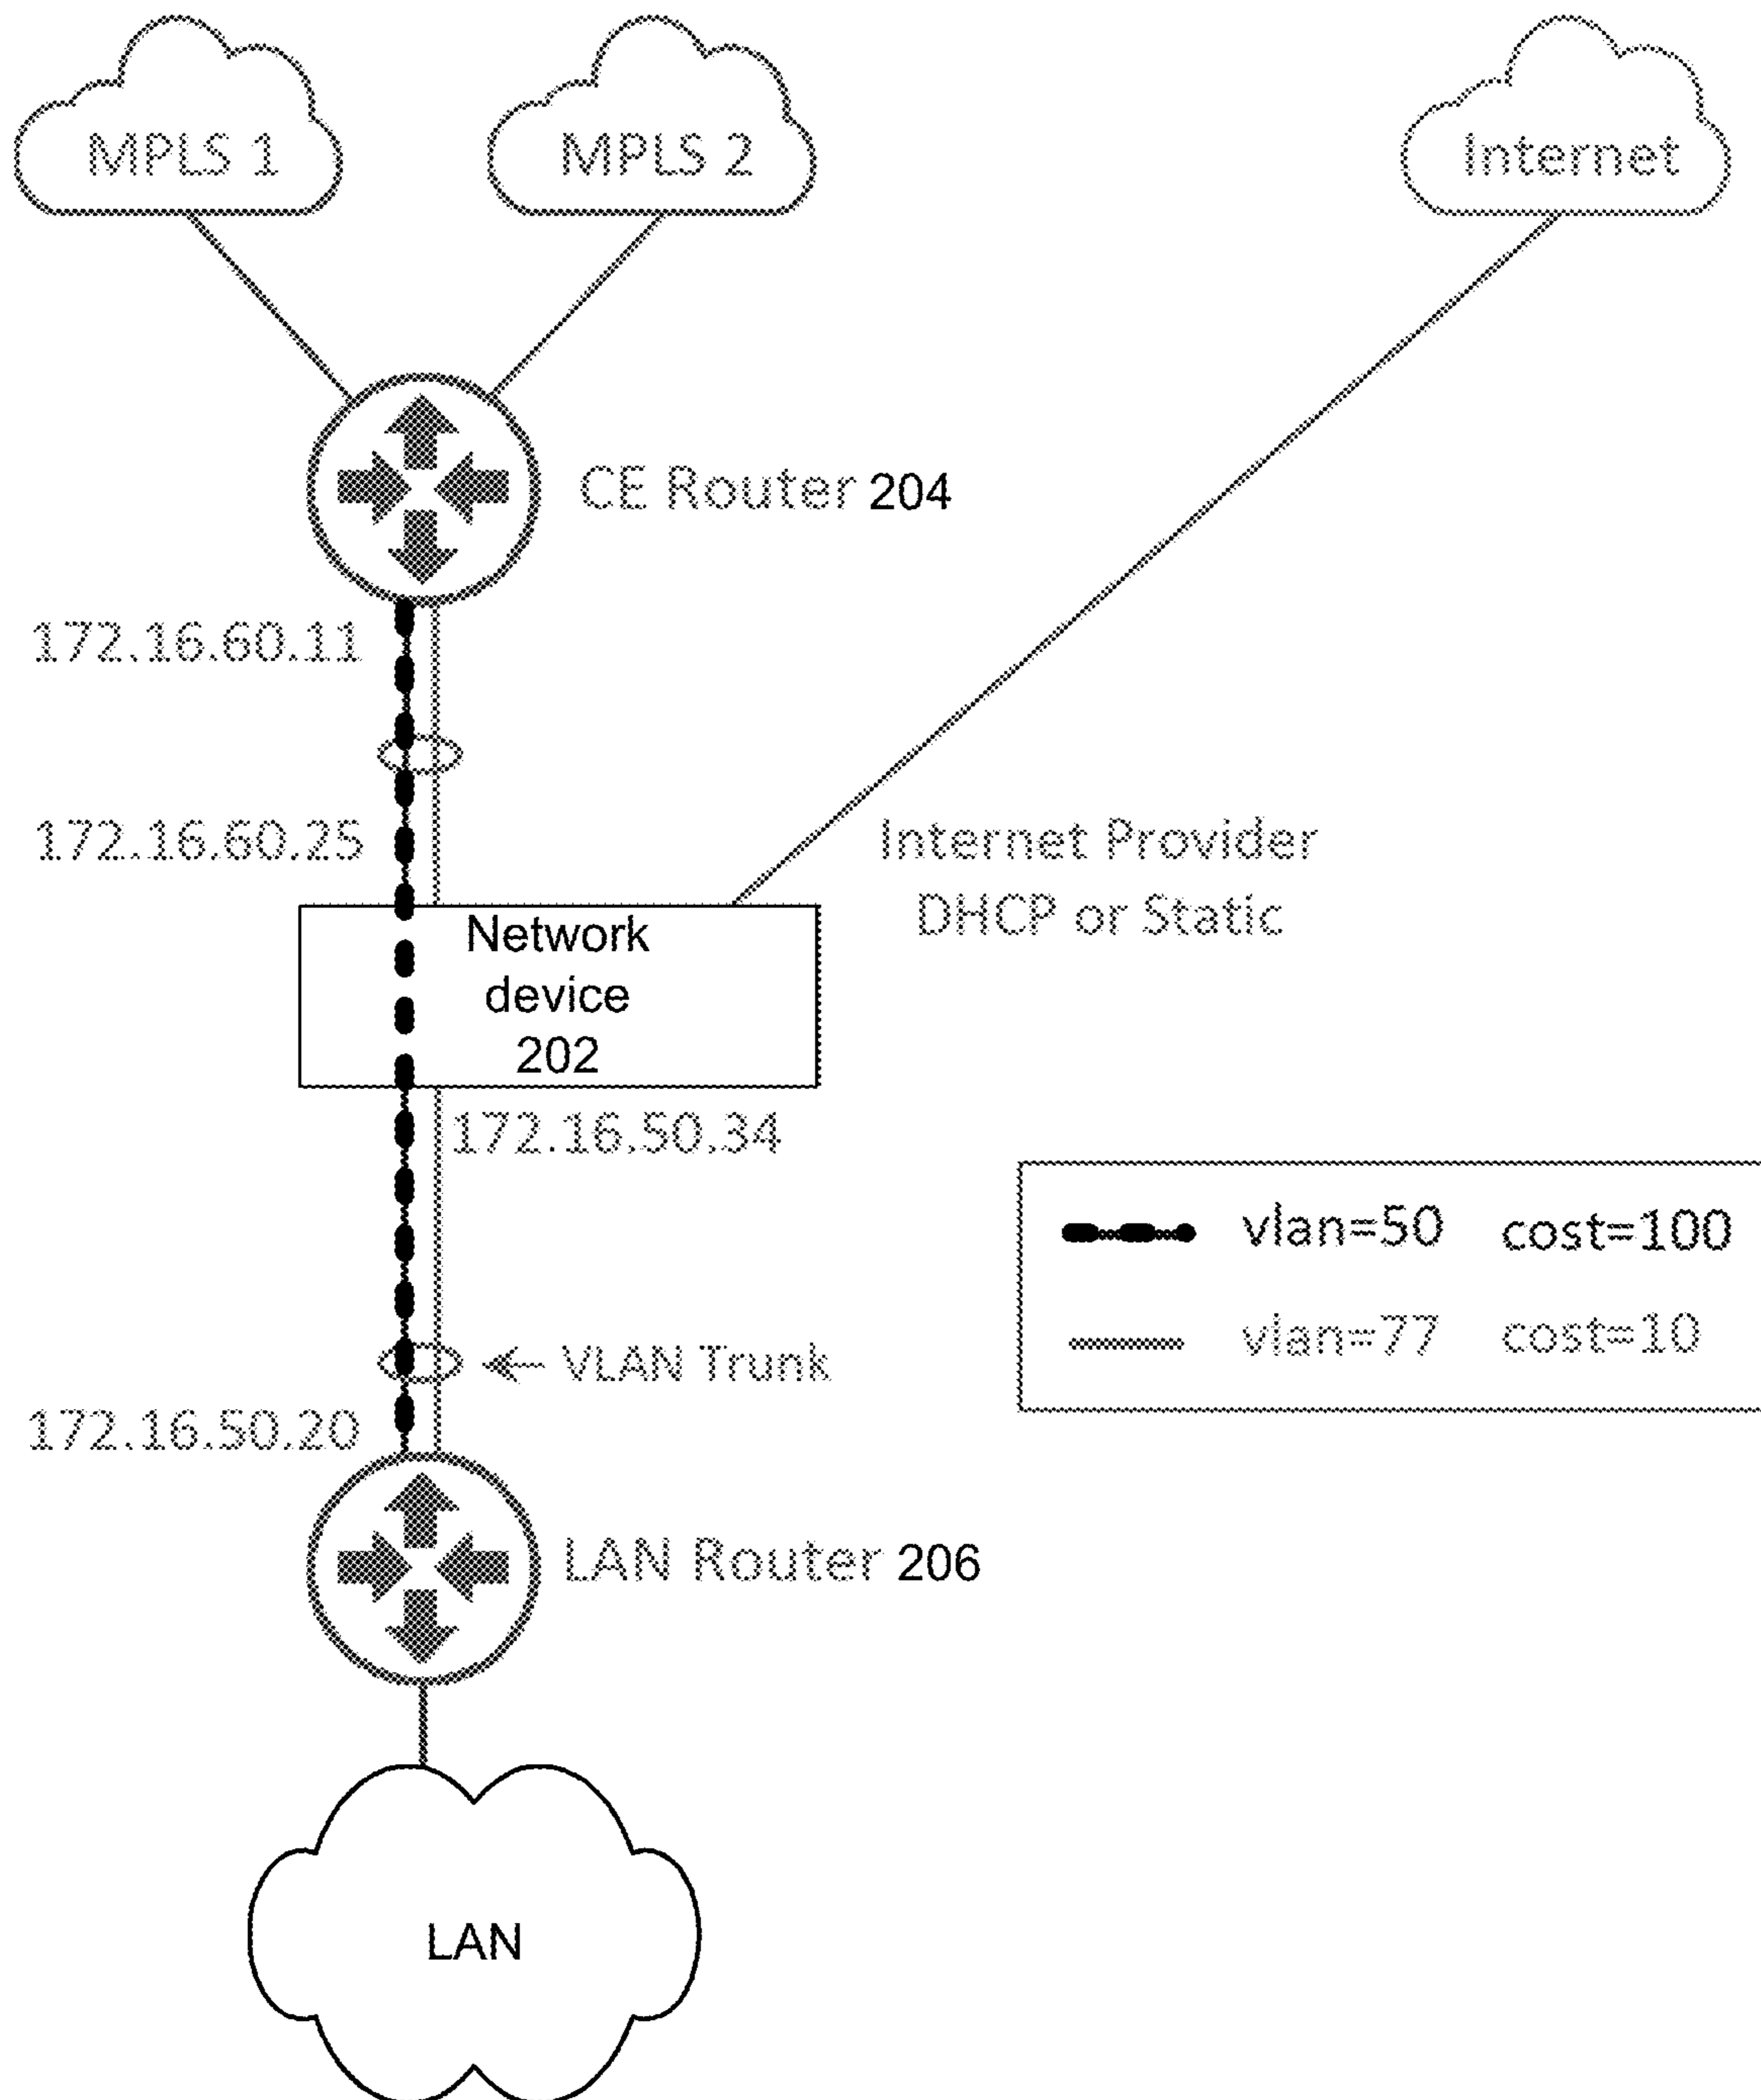 MPLS 1
MPLS 2
Internet
CE Router 204
172.16.60.11
172.16.60.25
Internet Provider
DHCP or Static
Network
device
202
172.16.50.34
vlan=50 cost=100
vlan=77 cost=10
VLAN Trunk
172.16.50.20
LAN Router 206
LAN